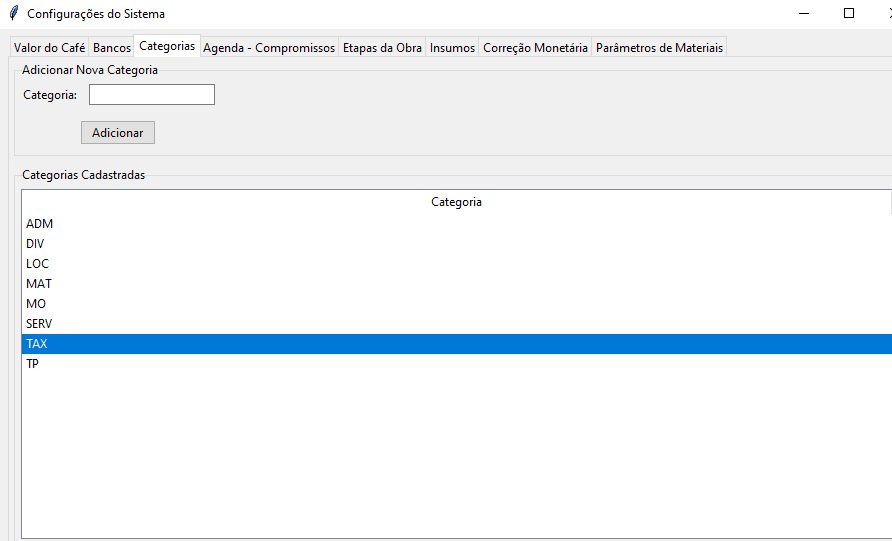 Configurações do Sistema
Valor do Café Bancos Categorias Agenda - Compromissos Etapas da Obra Insumos Correção Monetária Parâmetros de Materiais
Adicionar Nova Categoria
Categoria:
Adicionar
Categorias Cadastradas
Categoria
ADM
DIV
LOC
MAT
MO
SERV
TAX
TP